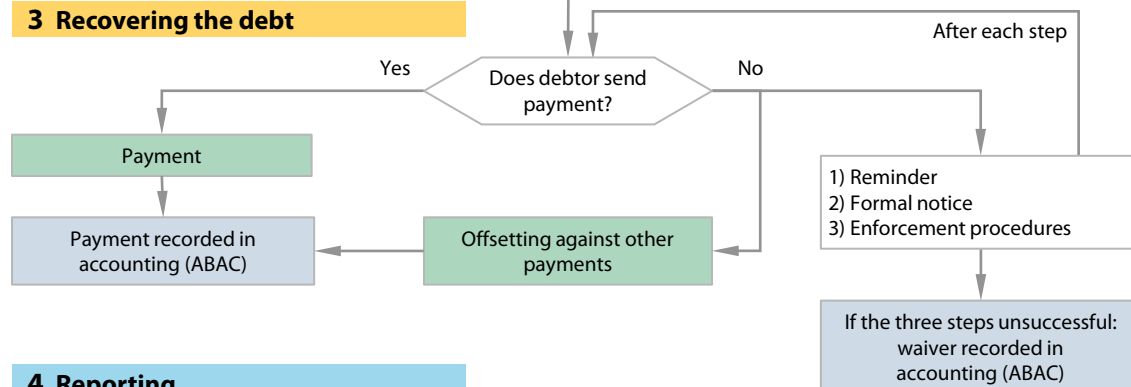 3 Recovering the debt
After each step
Yes
Does debtor send
payment?
No
Payment
1) Reminder
2) Formal notice
3) Enforcement procedures
Payment recorded in
accounting (ABAC)
Offsetting against other
payments
If the three steps unsuccessful:
waiver recorded in
accounting (ABAC)
4 Reporting